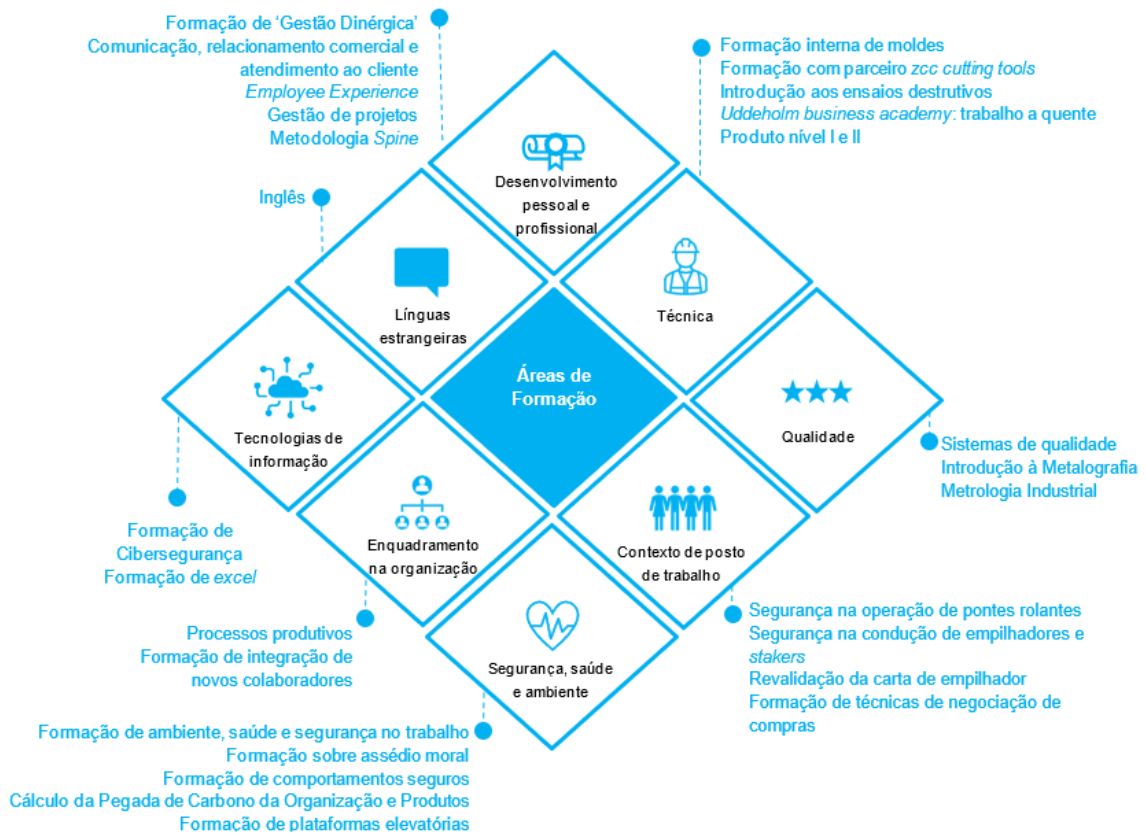 Formação de ‘Gestão Dinérgica’
Comunicação, relacionamento comercial e
atendimento ao cliente
Employee Experience
Gestão de projetos
Metodologia Spine
Formação interna de moldes
Formação com parceiro zcc cutting tools
Introdução aos ensaios destrutivos
Uddeholm business academy: trabalho a quente
Produto nível I e II
Desenvolvimento
pessoal e
profissional
Inglês
Línguas
estrangeiras
Técnica
Áreas de
Formação
Tecnologias de
informação
Qualidade
Sistemas de qualidade
Introdução à Metalografia
Metrologia Industrial
Formação de
Cibersegurança
Formação de excel
Enquadramento
na organização
Contexto de posto
de trabalho
Processos produtivos
Formação de integração de
novos colaboradores
Segurança na operação de pontes rolantes
Segurança na condução de empilhadores e
stakers
Revalidação da carta de empilhador
Formação de técnicas de negociação de
compras
Segurança, saúde
e ambiente
Formação de ambiente, saúde e segurança no trabalho
Formação sobre assédio moral
Formação de comportamentos seguros
Cálculo da Pegada de Carbono da Organização e Produtos
Formação de plataformas elevatórias